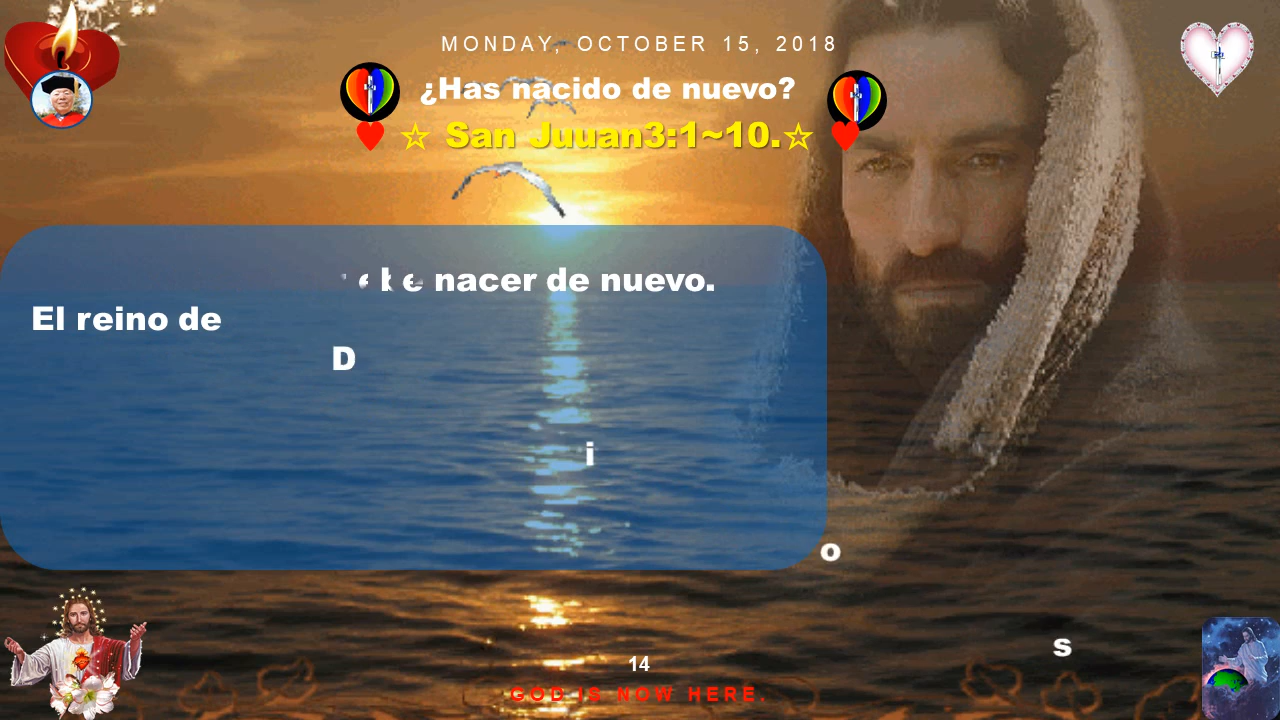 MONDAY, OCTOBER 15, 2018
¿Has nacido de nuevo?
☆ San Juuan3:1~10.☆
nacer de nuevo.
El reino de
D
i
o
s
14
GOD IS NOW HERE.